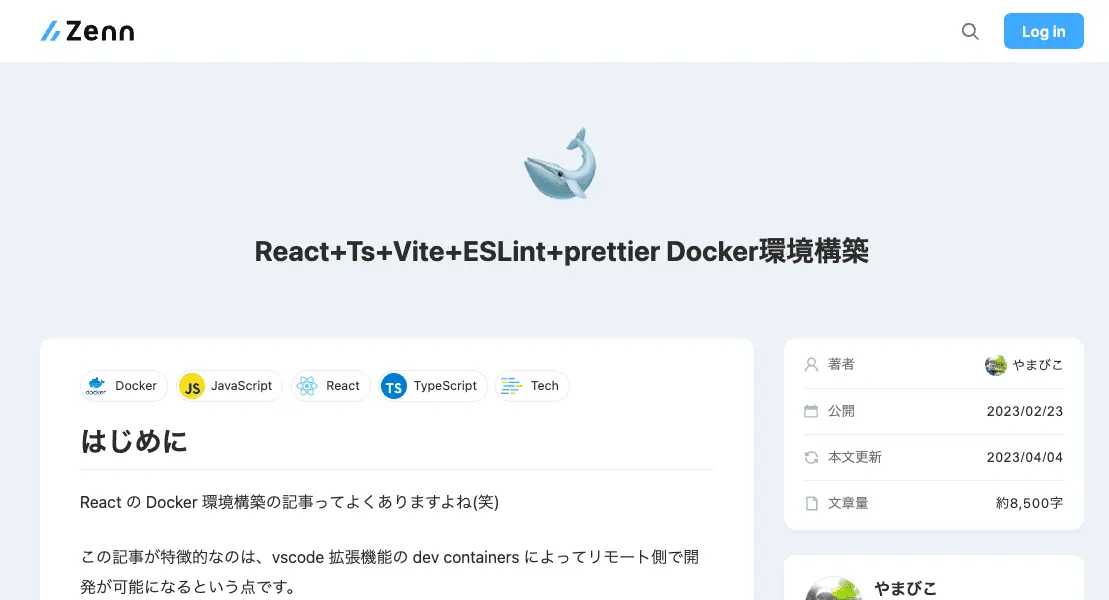 Zenn
Log in
React+Ts+Vite+ESLint+prettier Docker環境構築
Docker
JavaScript
React
TypeScript
Tech
はじめに
React の Docker 環境構築の記事ってよくありますよね(笑)
この記事が特徴的なのは、vscode 拡張機能の dev containers によってリモート側で開
発が可能になるという点です。
著者 やまびこ
公開 2023/02/23
本文更新 2023/04/04
文章量 約8,500字
やまびこ